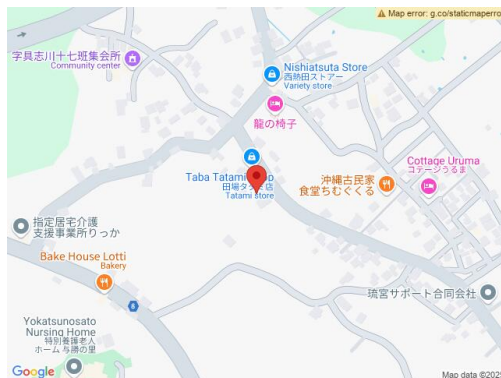 Map error: g.co/staticmaperro
字具志川十七班集会所
Community center
Nishiatsuta Store
西熱田ストアー
Variety store
龍の椅子
Taba Tatami
op
田場タ
店
Tatami store
Cottage Uruma
コテージうるま
沖縄古民家
食堂ちむぐくる
指定居宅介護
支援事業所りっか
Bake House Lotti
Bakery
8
琉宮サポート合同会社
Yokatsunosato
Nursing Home
特別養護老人
ホーム 与勝の里
Google
Map data ©2025